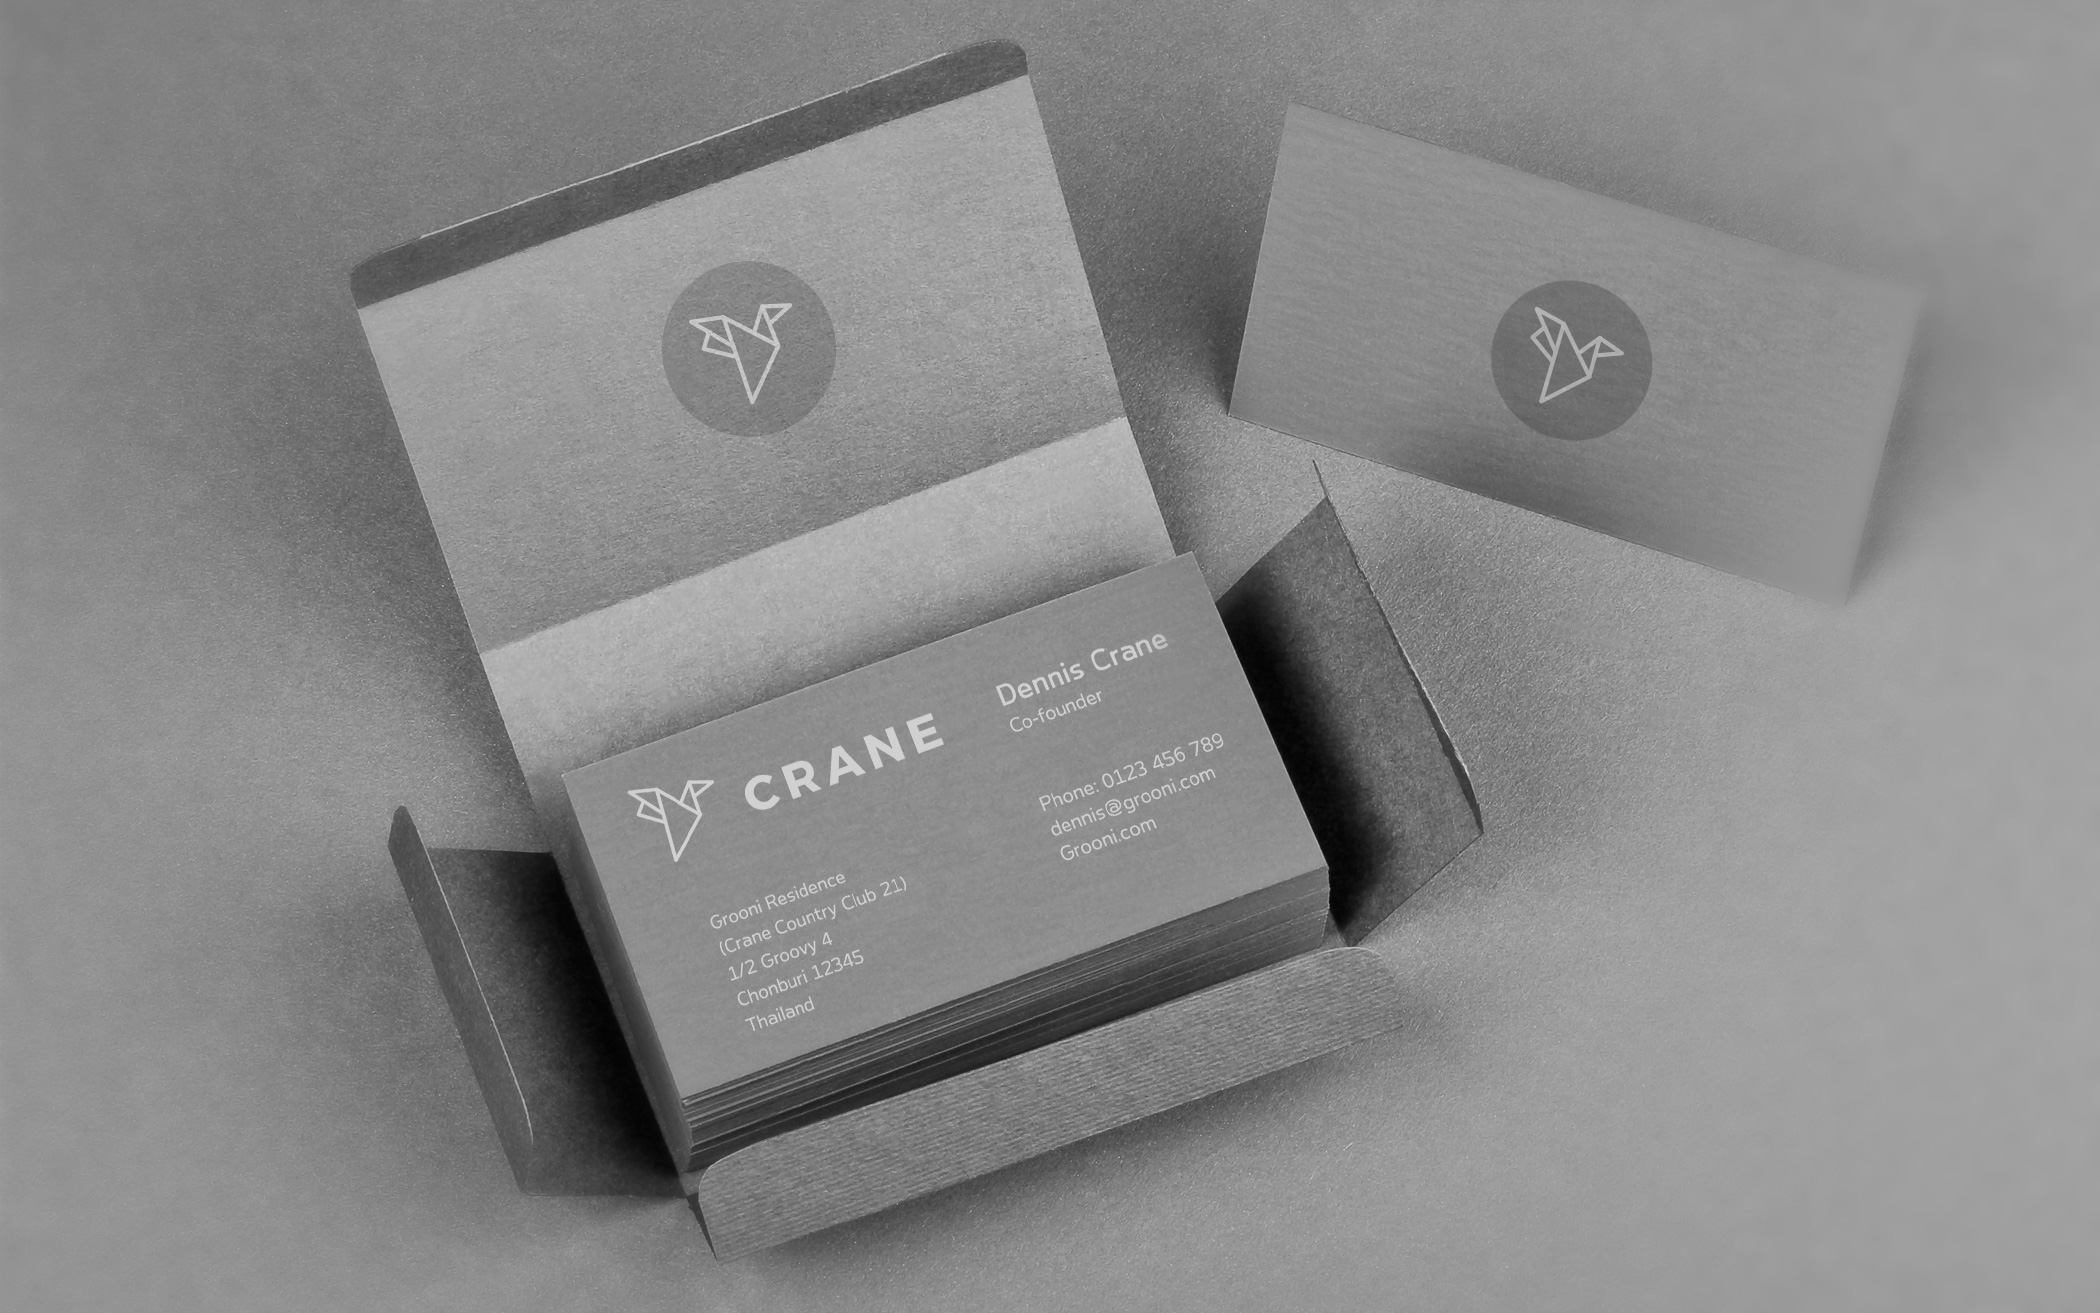 CRANE
Dennis Crane
Co-founder
Phone: 0123 456 789
dennis@grooni.com
Grooni.com
Grooni Residence
(Crane Country Club 21)
1/2 Groovy 4
Chonburi 12345
Thailand